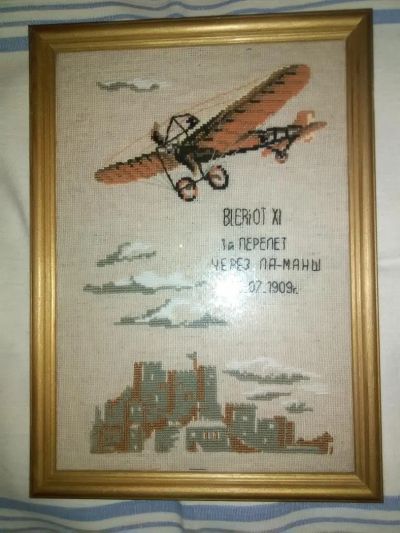 BLERiOT XI
1й ПЕРЕЛЕТ
ЧЕРЕЗ ЛА-МАНШ
.07.1909г.